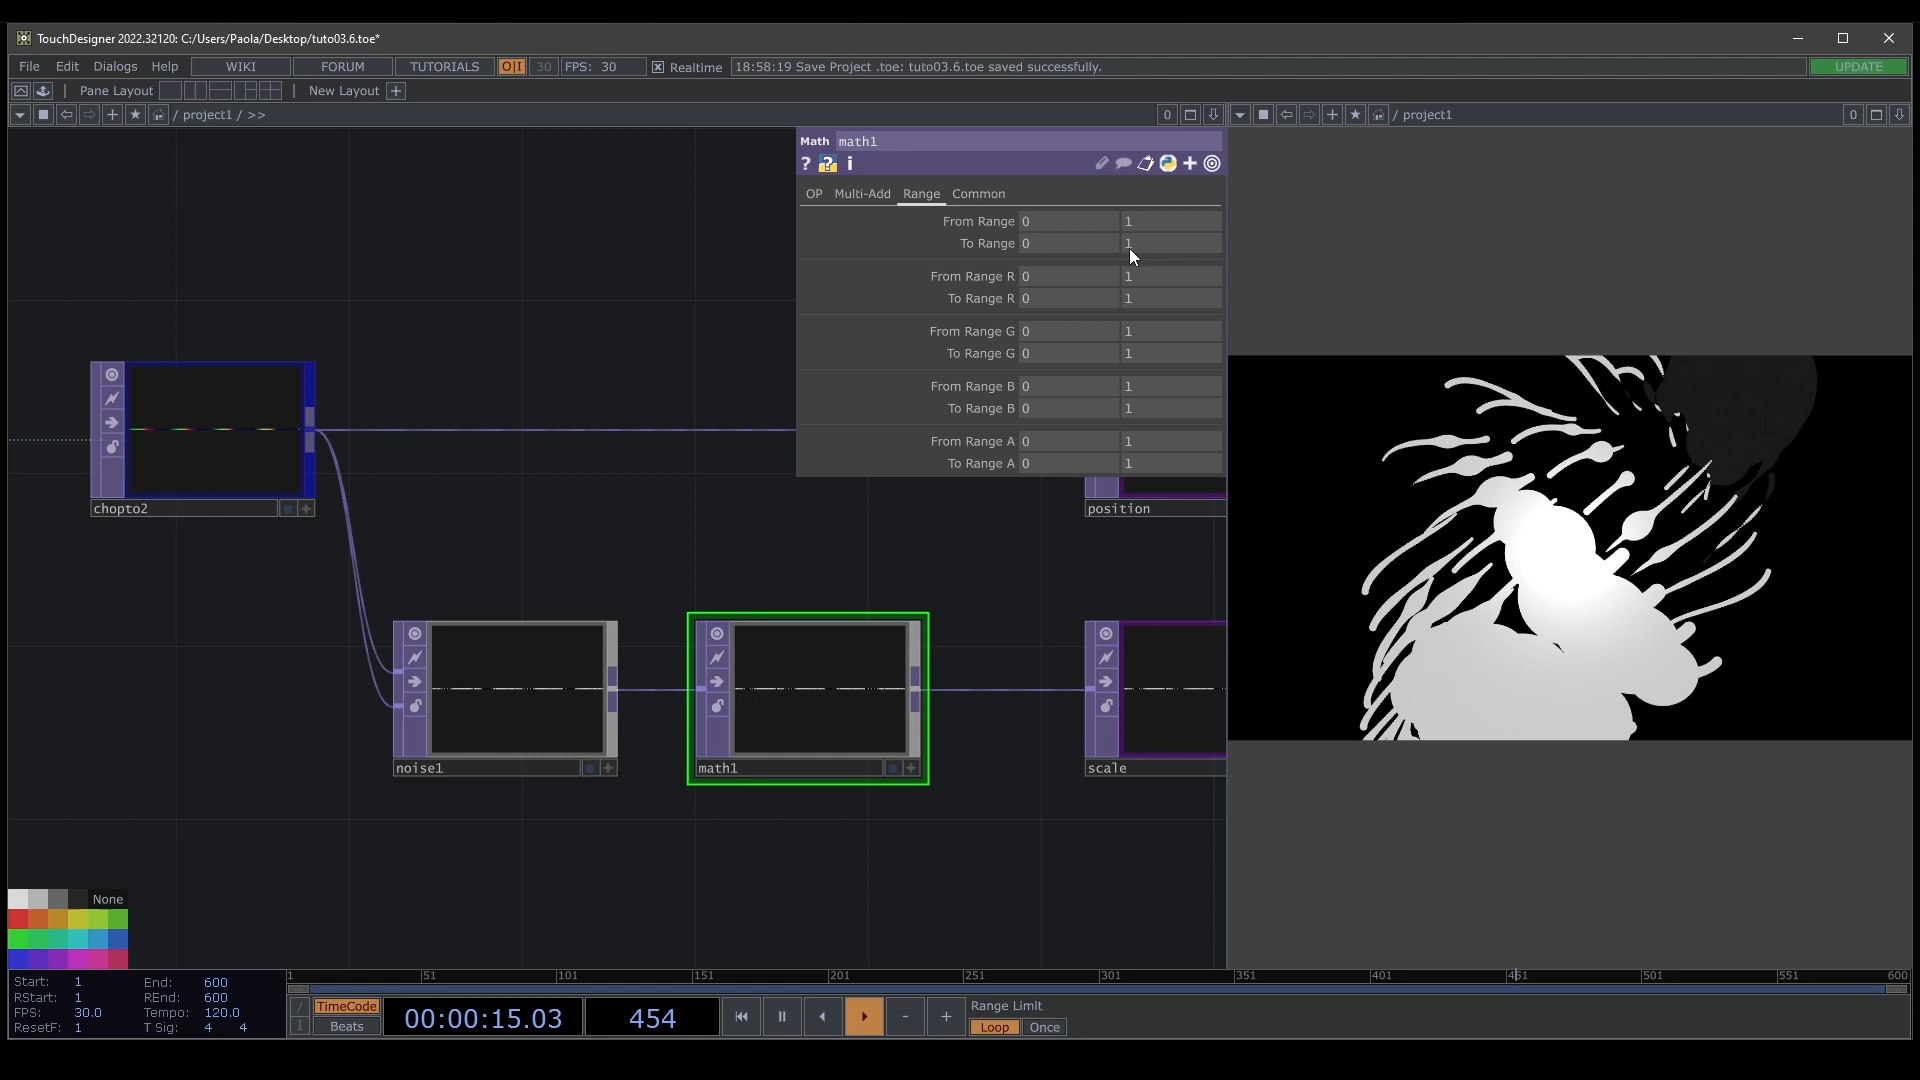 TouchDesigner 2022.32120: C:/Users/Paola/Desktop/tuto03.6.toe*
File Edit Dialogs Help WIKI FORUM TUTORIALS O|I 30 FPS: 30 Realtime 18:58:19 Save Project .toe: tuto03.6.toe saved successfully. UPDATE
Pane Layout New Layout +
/ project1 / >> 0
/ project1 0
Math math1
? ? i
OP Multi-Add Range Common
From Range 0 1
To Range 0 1
From Range R 0 1
To Range R 0 1
From Range G 0 1
To Range G 0 1
From Range B 0 1
To Range B 0 1
From Range A 0 1
To Range A 0 1
chopto2
position
noise1
math1
scale
None
Start: 1 End: 600
RStart: 1 REnd: 600
FPS: 30.0 Tempo: 120.0
ResetF: 1 T Sig: 4 4
1 51 101 151 201 251 301 351 401 451 501 551 600
TimeCode
Beats
00:00:15.03
454
- +
Range Limit
Loop Once